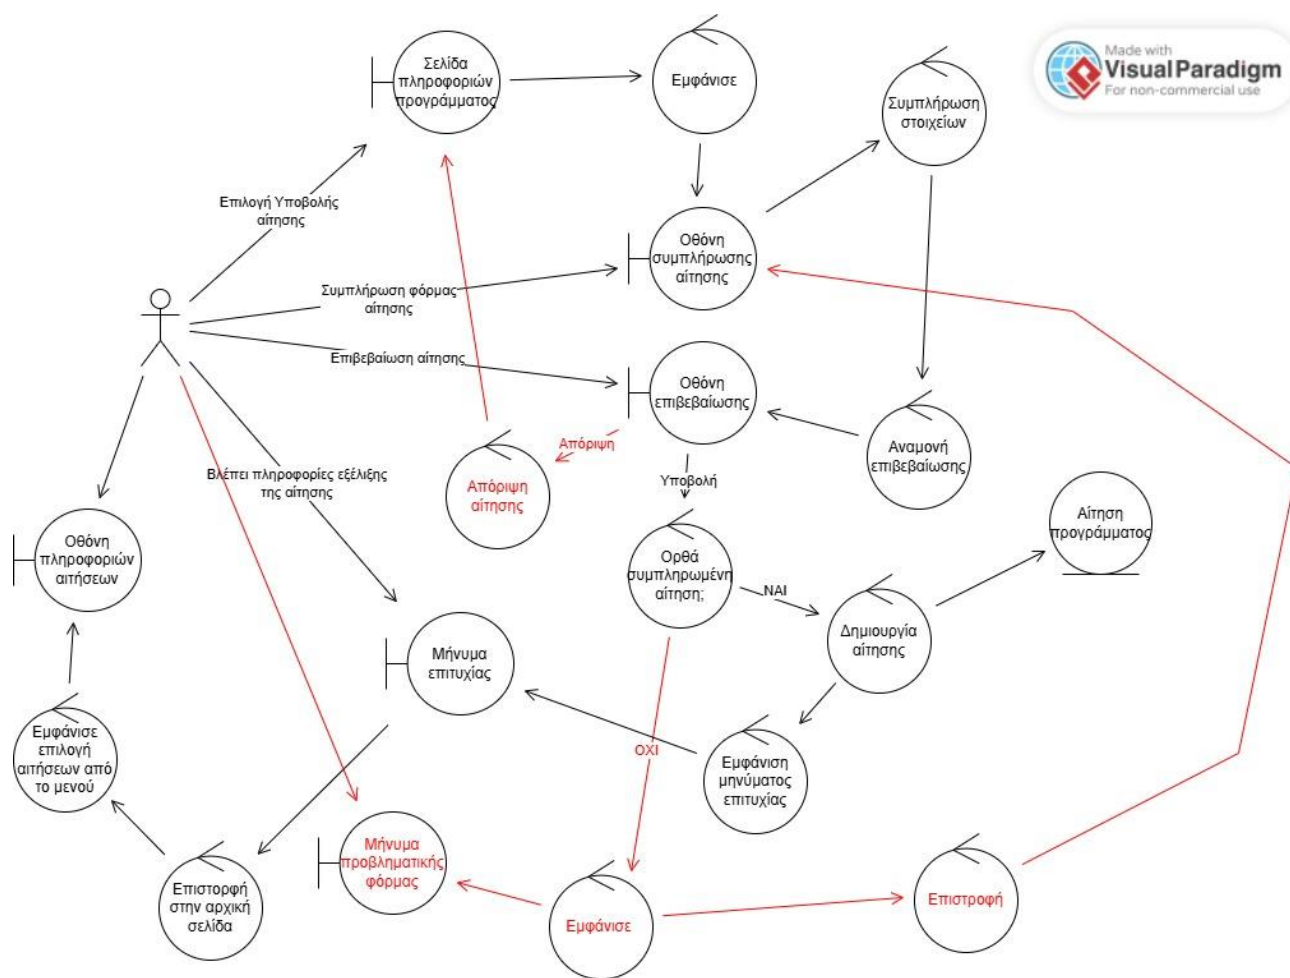 Made with
Visual Paradigm
For non-commercial use
Σελίδα
πληροφοριών
προγράμματος
Εμφάνισε
Συμπλήρωση
στοιχείων
Επιλογή Υποβολής
αίτησης
Οθόνη
συμπλήρωσης
αίτησης
Συμπλήρωση φόρμας
αίτησης
Επιβεβαίωση αίτησης
Οθόνη
επιβεβαίωσης
Απόριψη
Αναμονή
επιβεβαίωσης
Βλέπει πληροφορίες εξέλιξης
της αίτησης
Απόριψη
αίτησης
Υποβολή
Αίτηση
προγράμματος
Οθόνη
πληροφοριών
αιτήσεων
Ορθά
συμπληρωμένη
αίτηση;
ΝΑΙ
Δημιουργία
αίτησης
Μήνυμα
επιτυχίας
Εμφάνισε
επιλογή
αιτήσεων από
το μενού
ΟΧΙ
Εμφάνιση
μηνύματος
επιτυχίας
Μήνυμα
προβληματικής
φόρμας
Επιστορφή
στην αρχική
σελίδα
Εμφάνισε
Επιστροφή